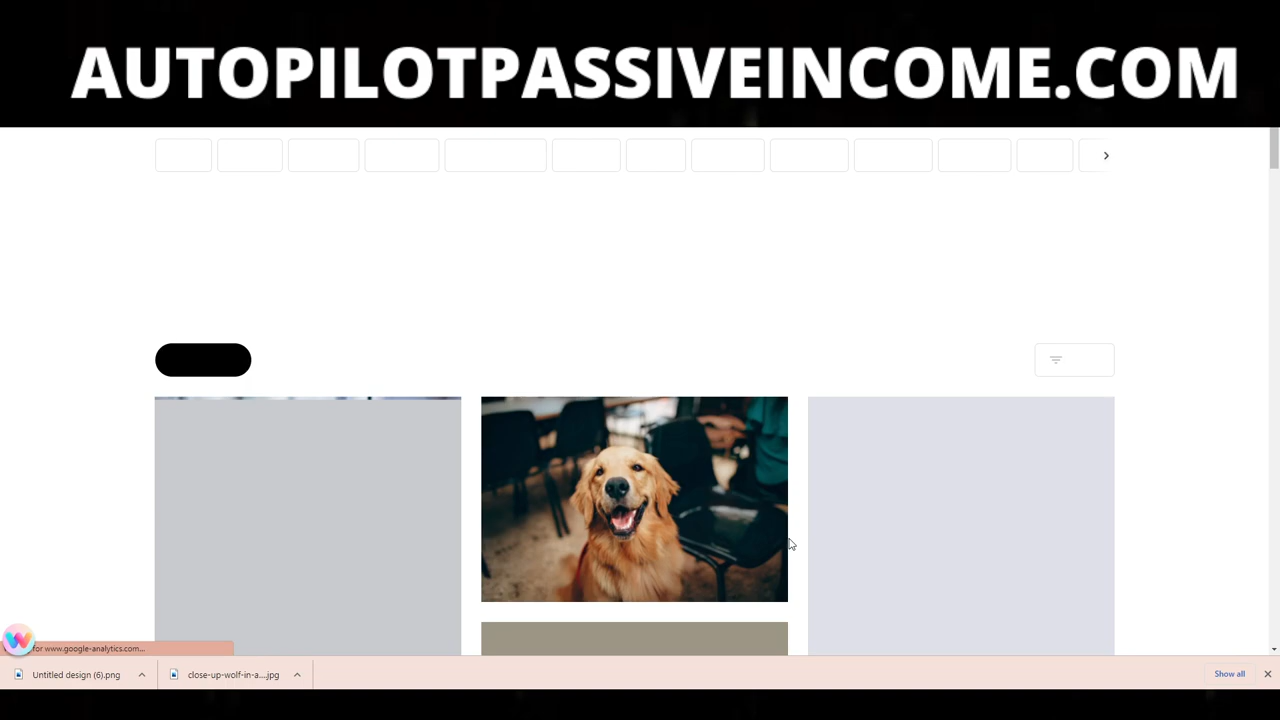 AUTOPILOTPASSIVEINCOME.COM
for www.google-analytics.com...
Untitled design (6).png
close-up-wolf-in-a....jpg
Show all